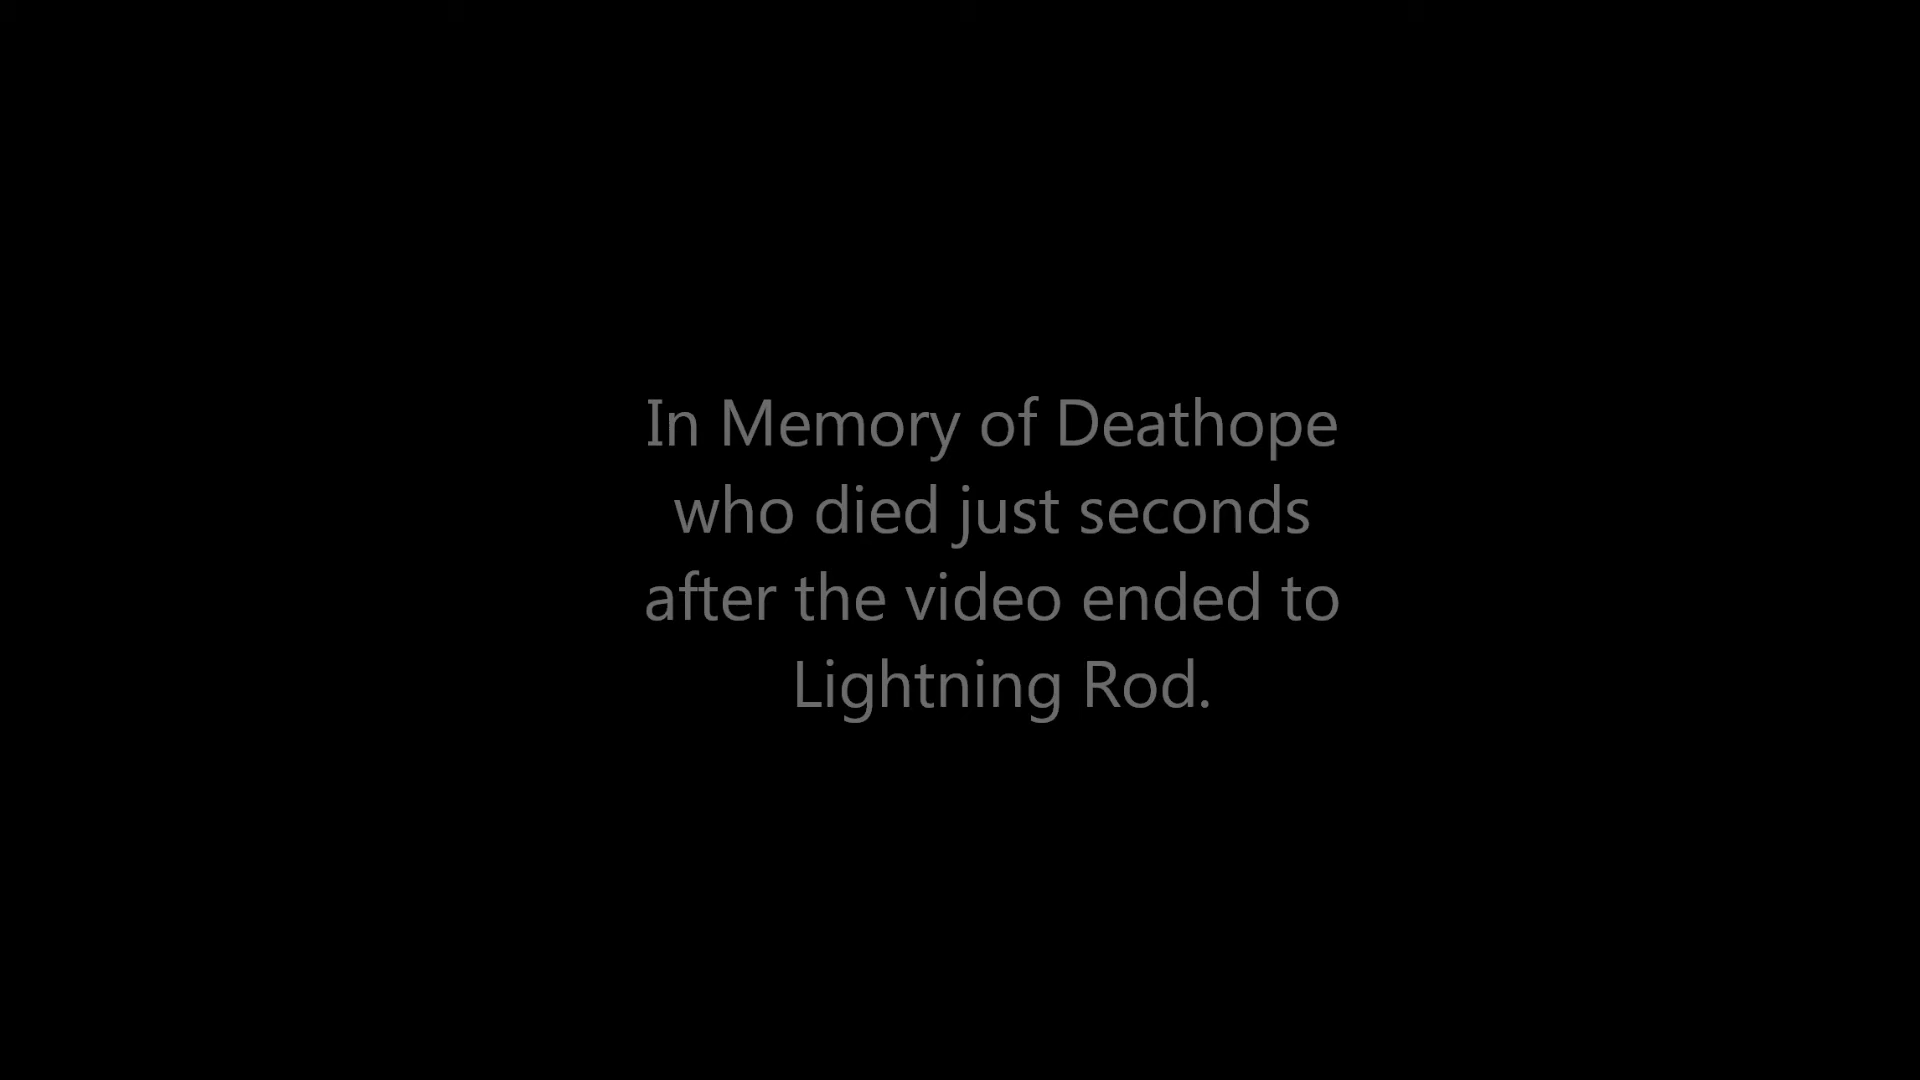 In Memory of Deathope
who died just seconds
after the video ended to
Lightning Rod.